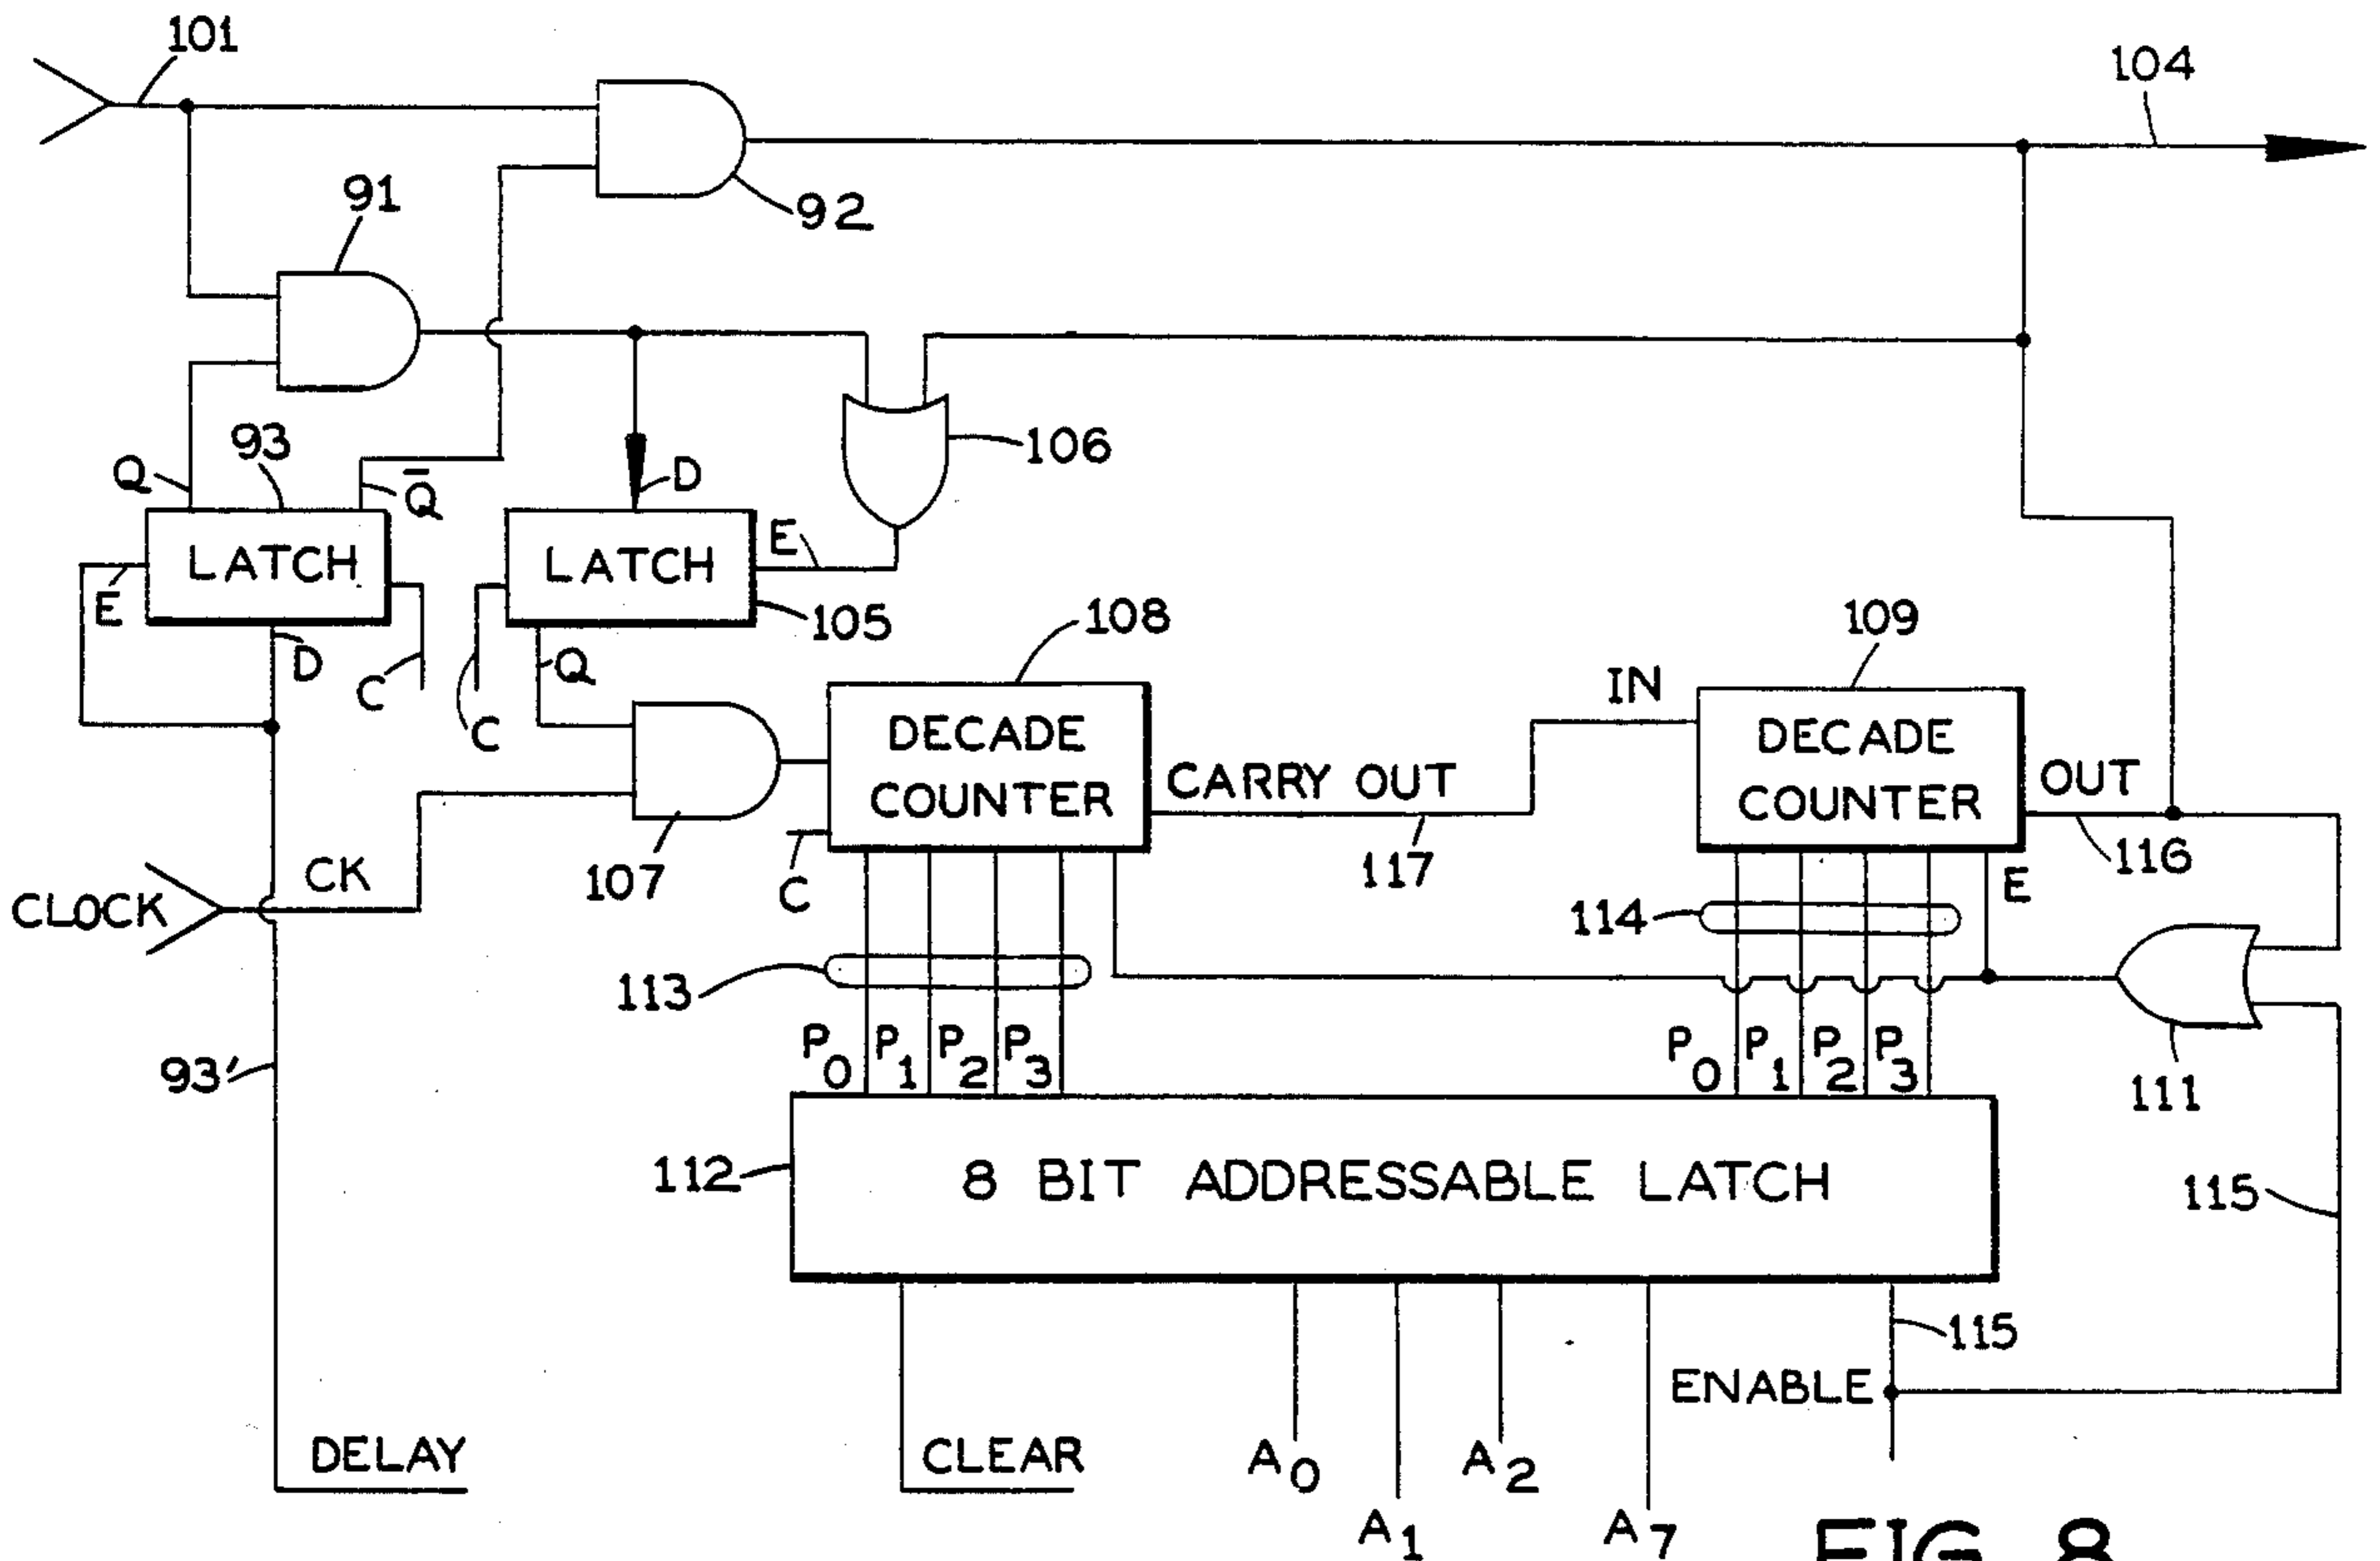 101
104
92
91
106
Q
93
Q̄
D
E
LATCH
LATCH
E
105
D
C
C
Q
108
109
IN
DECADE
COUNTER
DECADE
COUNTER
CARRY OUT
OUT
CLOCK
CK
107
C
117
116
114
E
113
P0 P1 P2 P3
P0 P1 P2 P3
111
93'
112
8 BIT ADDRESSABLE LATCH
115
115
ENABLE
DELAY
CLEAR
A0
A1
A2
A7
FIG. 8